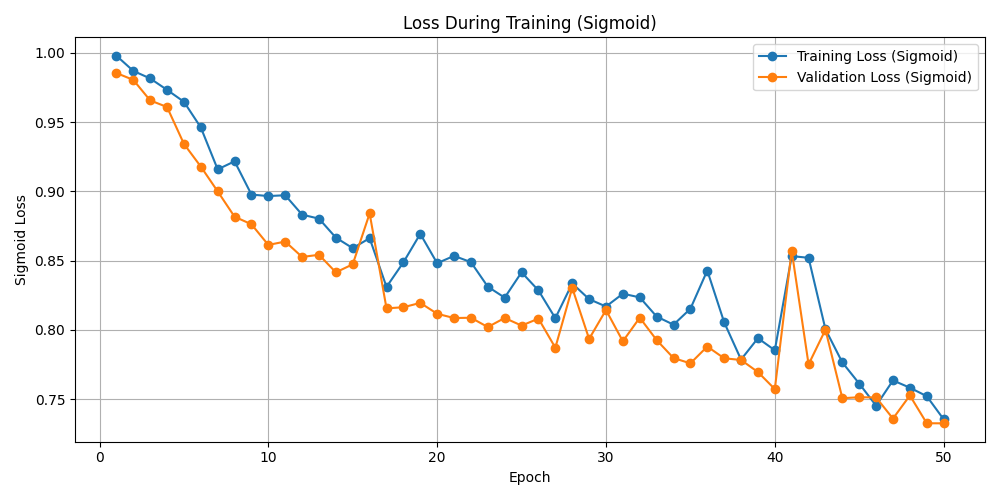 Loss During Training (Sigmoid)
Training Loss (Sigmoid)
Validation Loss (Sigmoid)
Sigmoid Loss
1.00
0.95
0.90
0.85
0.80
0.75
0 10 20 30 40 50
Epoch